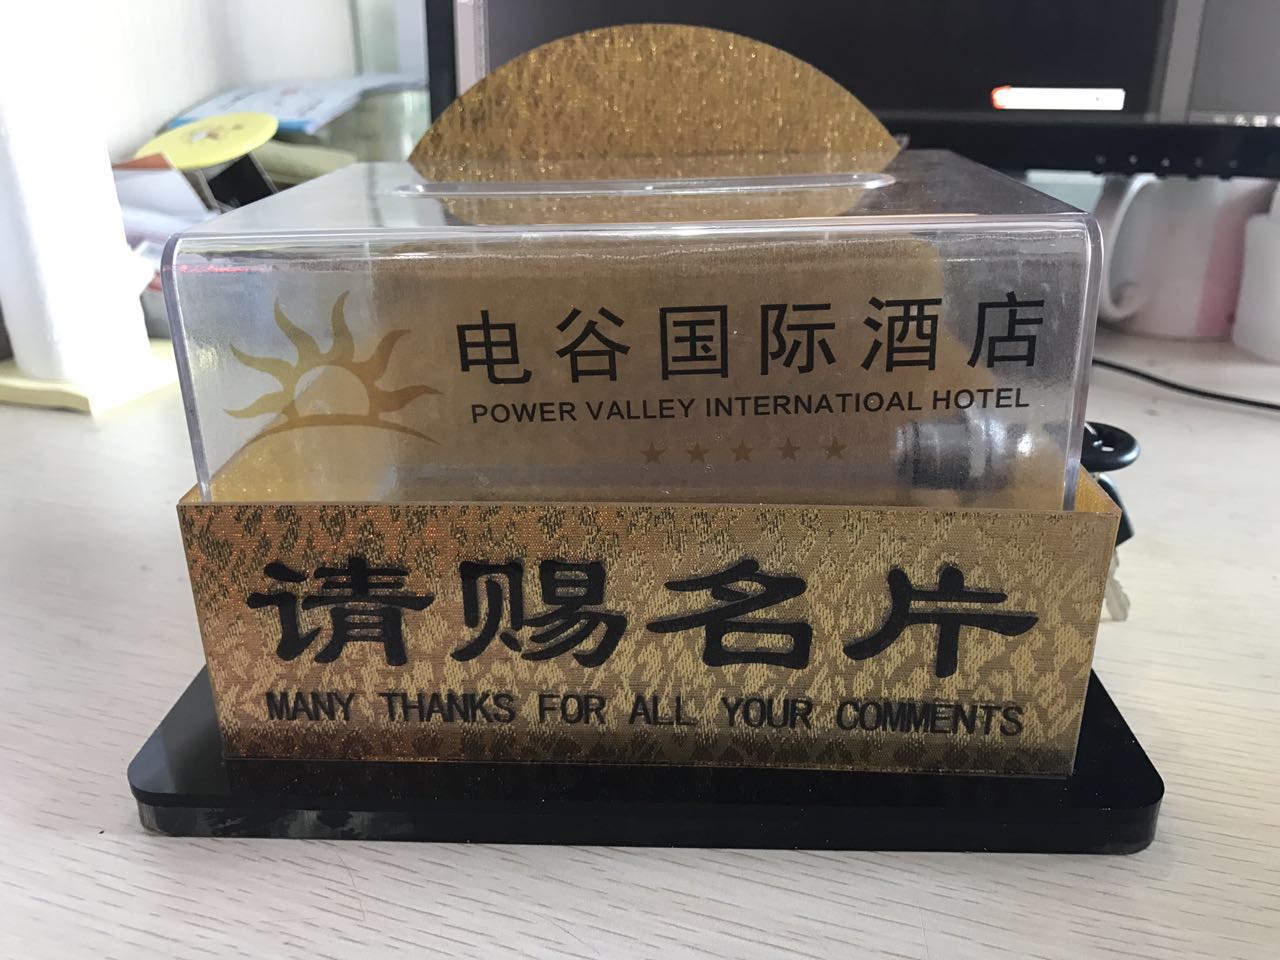 电谷国际酒店
POWER VALLEY INTERNATIOAL HOTEL
请赐名片
MANY THANKS FOR ALL YOUR COMMENTS